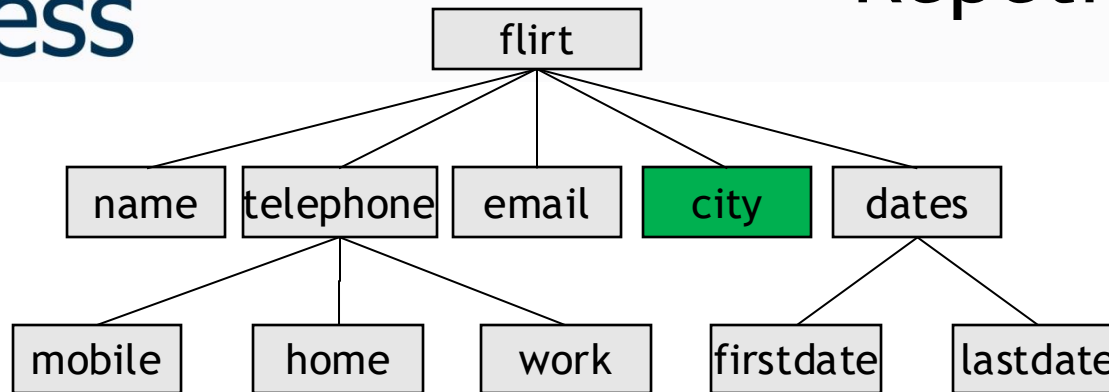 ess
flirt
name telephone email city dates
mobile home work firstdate lastdate